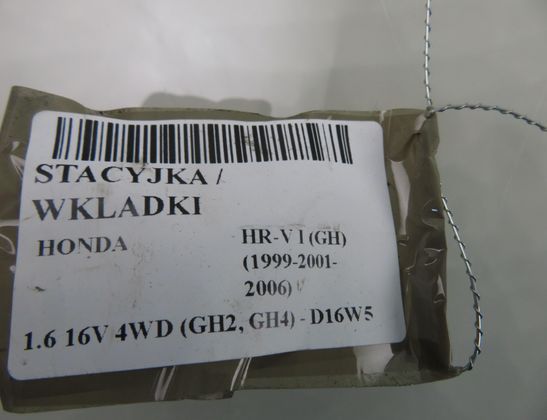 STACYJKA /
WKLADKI
HONDA HR-V I (GH)
(1999-2001-
2006)
1.6 16V 4WD (GH2, GH4) - D16W5